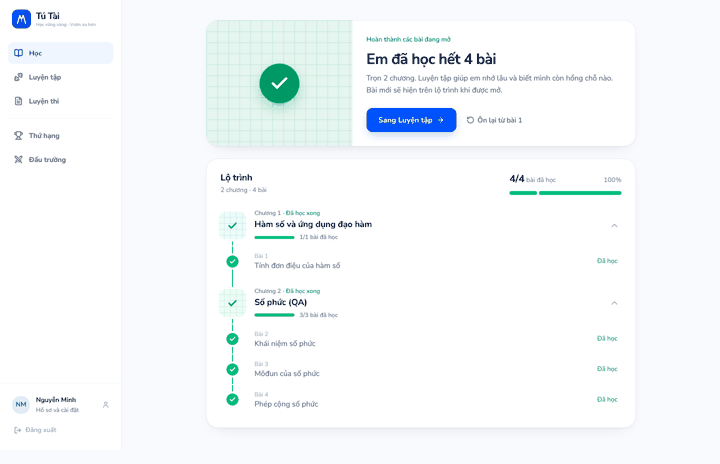 Tú Tài
Học vững vàng · Vươn xa hơn
Học
Luyện tập
Luyện thi
Thứ hạng
Đấu trường
NM
Nguyễn Minh
Hồ sơ và cài đặt
Đăng xuất
Hoàn thành các bài đang mở
Em đã học hết 4 bài
Trọn 2 chương. Luyện tập giúp em nhớ lâu và biết mình còn hổng chỗ nào.
Bài mới sẽ hiện trên lộ trình khi được mở.
Sang Luyện tập →
Ôn lại từ bài 1
Lộ trình
2 chương · 4 bài
4/4 bài đã học
100%
Chương 1 · Đã học xong
Hàm số và ứng dụng đạo hàm
1/1 bài đã học
Bài 1
Tính đơn điệu của hàm số
Đã học
Chương 2 · Đã học xong
Số phức (QA)
3/3 bài đã học
Bài 2
Khái niệm số phức
Đã học
Bài 3
Môđun của số phức
Đã học
Bài 4
Phép cộng số phức
Đã học